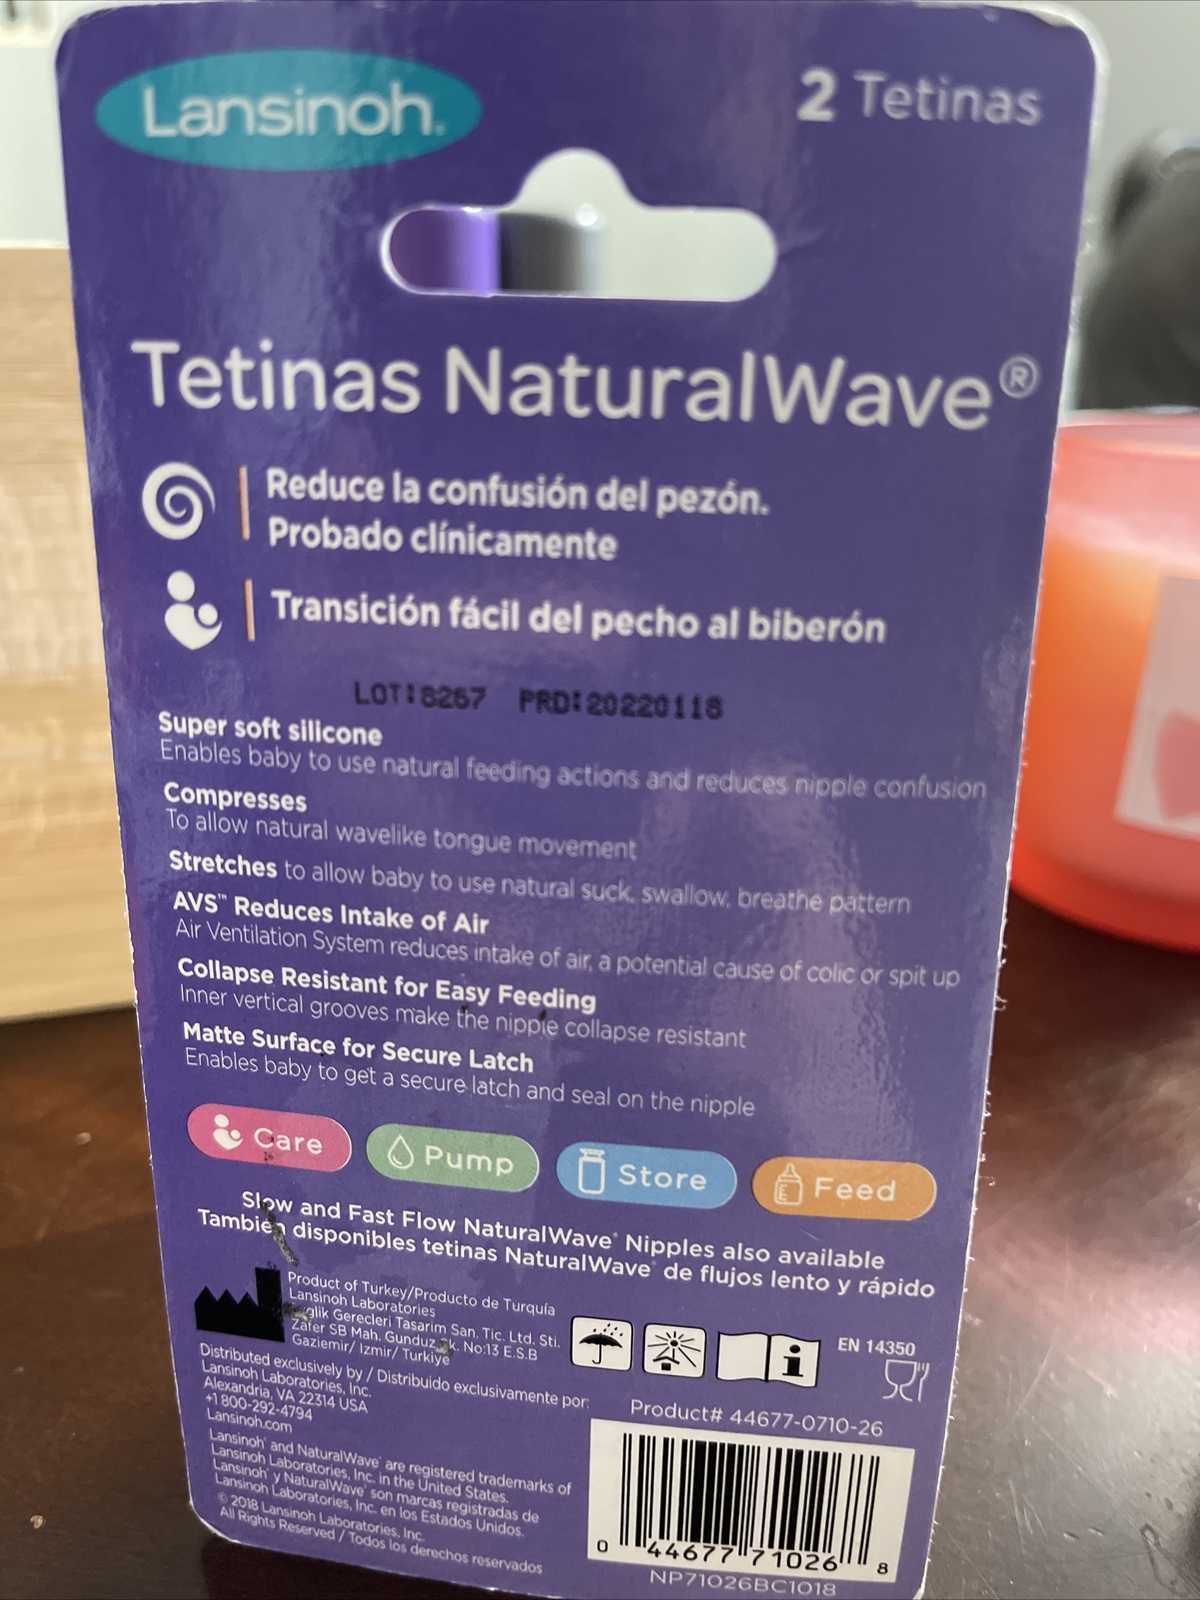 Lansinoh®
2 Tetinas
Tetinas NaturalWave®
Reduce la confusión del pezón.
Probado clínicamente
Transición fácil del pecho al biberón
LOT:8267 PRD:20220118
Super soft silicone
Enables baby to use natural feeding actions and reduces nipple confusion
Compresses
To allow natural wavelike tongue movement
Stretches to allow baby to use natural suck, swallow, breathe pattern
AVS™ Reduces Intake of Air
Air Ventilation System reduces intake of air, a potential cause of colic or spit up
Collapse Resistant for Easy Feeding
Inner vertical grooves make the nipple collapse resistant
Matte Surface for Secure Latch
Enables baby to get a secure latch and seal on the nipple
Care
Pump
Store
Feed
Slow and Fast Flow NaturalWave® Nipples also available
También disponibles tetinas NaturalWave® de flujos lento y rápido
Product of Turkey/Producto de Turquía
Lansinoh Laboratories
Gerecleri Tasarim San. Tic. Ltd. Sti.
Zafer SB Mah. Gunduz No:13 E.S.B
Gaziemir/ Izmir/ Turkiye
EN 14350
Distributed exclusively by / Distribuido exclusivamente por:
Lansinoh Laboratories, Inc.
Alexandria, VA 22314 USA
+1 800-292-4794
Lansinoh.com
Lansinoh® and NaturalWave® are registered trademarks of
Lansinoh Laboratories, Inc. in the United States.
Lansinoh® y NaturalWave® son marcas registradas de
Lansinoh Laboratories, Inc. en los Estados Unidos.
© 2018 Lansinoh Laboratories, Inc.
All Rights Reserved / Todos los derechos reservados
Product# 44677-0710-26
0 44677 71026 8
NP71026BC1018